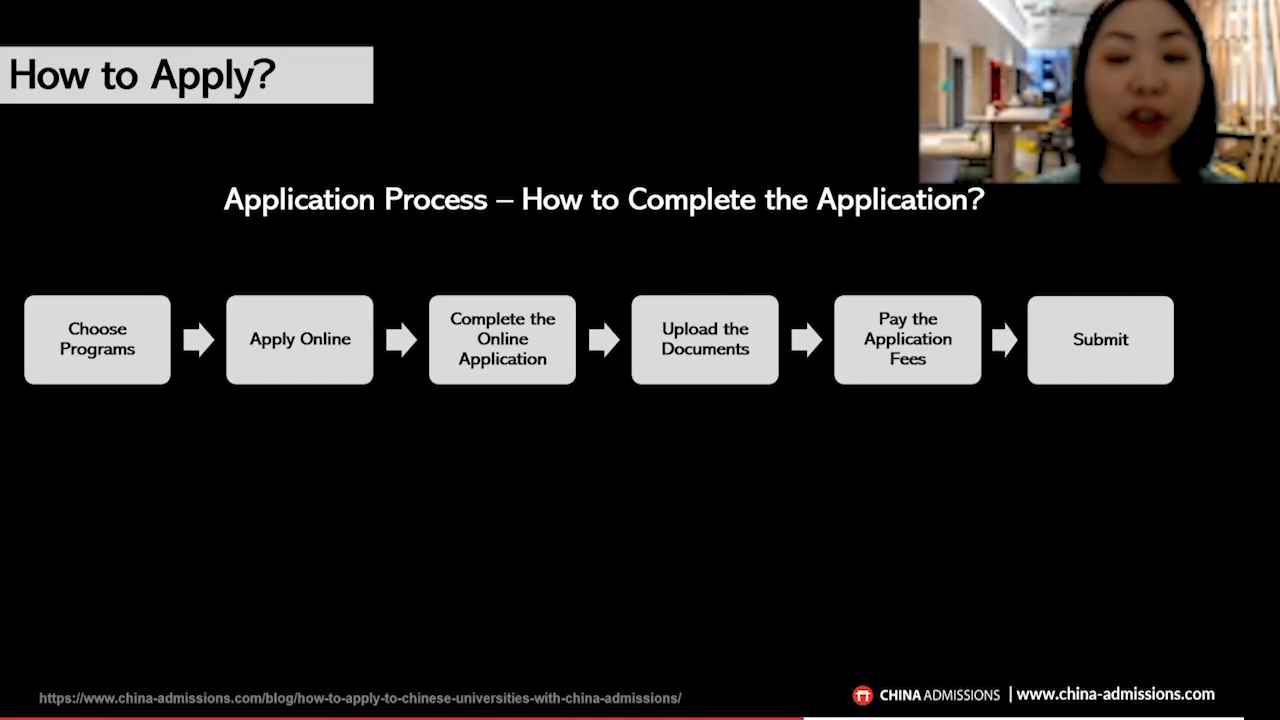 How to Apply?
Application Process – How to Complete the Application?
Choose
Programs
Apply Online
Complete the
Online
Application
Upload the
Documents
Pay the
Application
Fees
Submit
https://www.china-admissions.com/blog/how-to-apply-to-chinese-universities-with-china-admissions/
CHINA ADMISSIONS | www.china-admissions.com